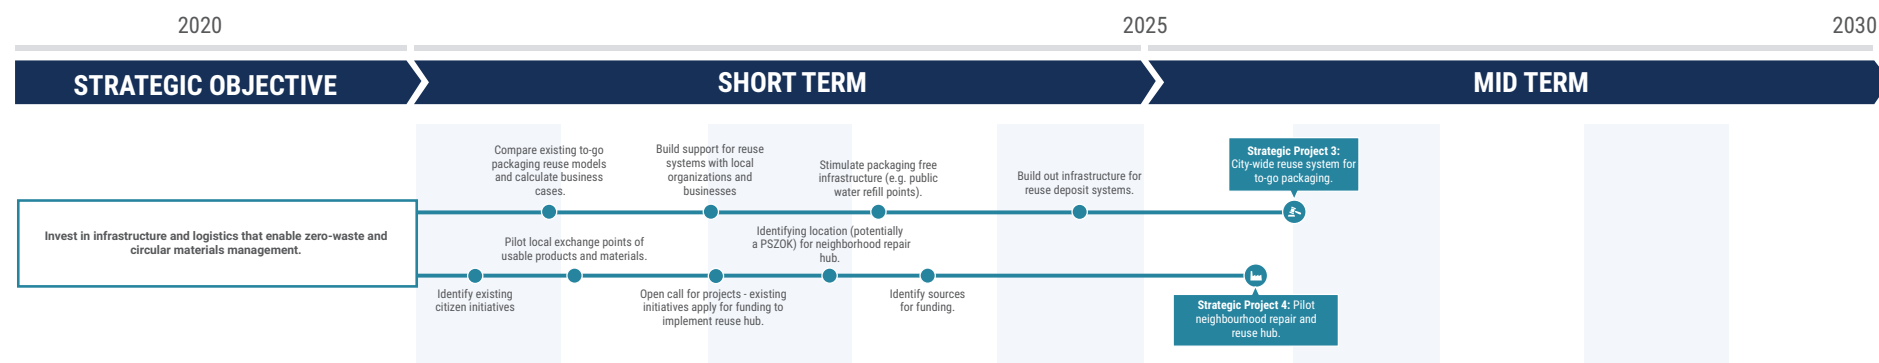 2020
2025
2030
STRATEGIC OBJECTIVE
SHORT TERM
MID TERM
Invest in infrastructure and logistics that enable zero-waste and
circular materials management.
Compare existing to-go
packaging reuse models
and calculate business
cases.
Build support for reuse
systems with local
organizations and
businesses
Stimulate packaging free
infrastructure (e.g. public
water refill points).
Build out infrastructure for
reuse deposit systems.
Strategic Project 3:
City-wide reuse system for
to-go packaging.
Identify existing
citizen initiatives
Pilot local exchange points of
usable products and materials.
Open call for projects - existing
initiatives apply for funding to
implement reuse hub.
Identifying location (potentially
a PSZOK) for neighborhood repair
hub.
Identify sources
for funding.
Strategic Project 4: Pilot
neighbourhood repair and
reuse hub.